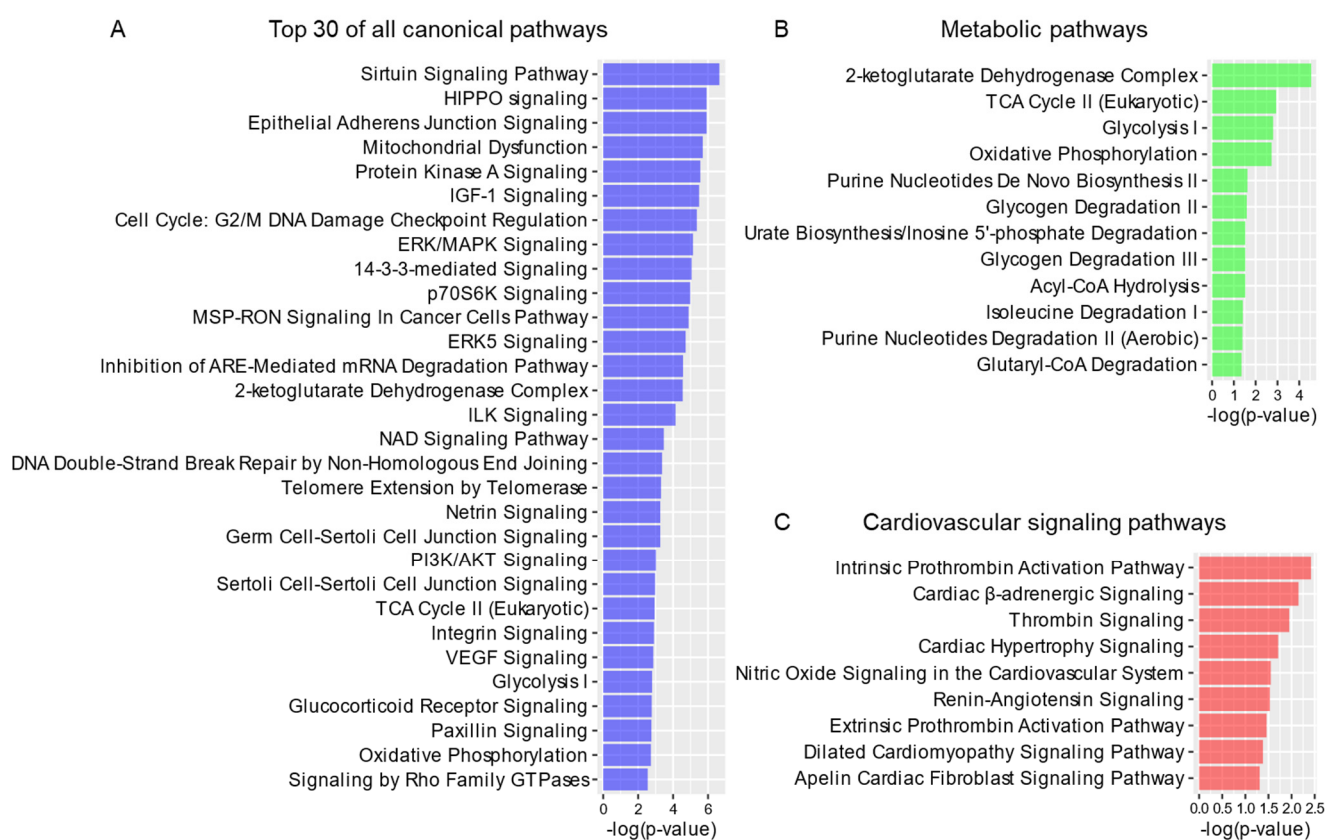 A
Top 30 of all canonical pathways
Sirtuin Signaling Pathway
HIPPO signaling
Epithelial Adherens Junction Signaling
Mitochondrial Dysfunction
Protein Kinase A Signaling
IGF-1 Signaling
Cell Cycle: G2/M DNA Damage Checkpoint Regulation
ERK/MAPK Signaling
14-3-3-mediated Signaling
p70S6K Signaling
MSP-RON Signaling In Cancer Cells Pathway
ERK5 Signaling
Inhibition of ARE-Mediated mRNA Degradation Pathway
2-ketoglutarate Dehydrogenase Complex
ILK Signaling
NAD Signaling Pathway
DNA Double-Strand Break Repair by Non-Homologous End Joining
Telomere Extension by Telomerase
Netrin Signaling
Germ Cell-Sertoli Cell Junction Signaling
PI3K/AKT Signaling
Sertoli Cell-Sertoli Cell Junction Signaling
TCA Cycle II (Eukaryotic)
Integrin Signaling
VEGF Signaling
Glycolysis I
Glucocorticoid Receptor Signaling
Paxillin Signaling
Oxidative Phosphorylation
Signaling by Rho Family GTPases
0 2 4 6
-log(p-value)
B
Metabolic pathways
2-ketoglutarate Dehydrogenase Complex
TCA Cycle II (Eukaryotic)
Glycolysis I
Oxidative Phosphorylation
Purine Nucleotides De Novo Biosynthesis II
Glycogen Degradation II
Urate Biosynthesis/Inosine 5'-phosphate Degradation
Glycogen Degradation III
Acyl-CoA Hydrolysis
Isoleucine Degradation I
Purine Nucleotides Degradation II (Aerobic)
Glutaryl-CoA Degradation
0 1 2 3 4
-log(p-value)
C
Cardiovascular signaling pathways
Intrinsic Prothrombin Activation Pathway
Cardiac β-adrenergic Signaling
Thrombin Signaling
Cardiac Hypertrophy Signaling
Nitric Oxide Signaling in the Cardiovascular System
Renin-Angiotensin Signaling
Extrinsic Prothrombin Activation Pathway
Dilated Cardiomyopathy Signaling Pathway
Apelin Cardiac Fibroblast Signaling Pathway
0.0 0.5 1.0 1.5 2.0 2.5
-log(p-value)